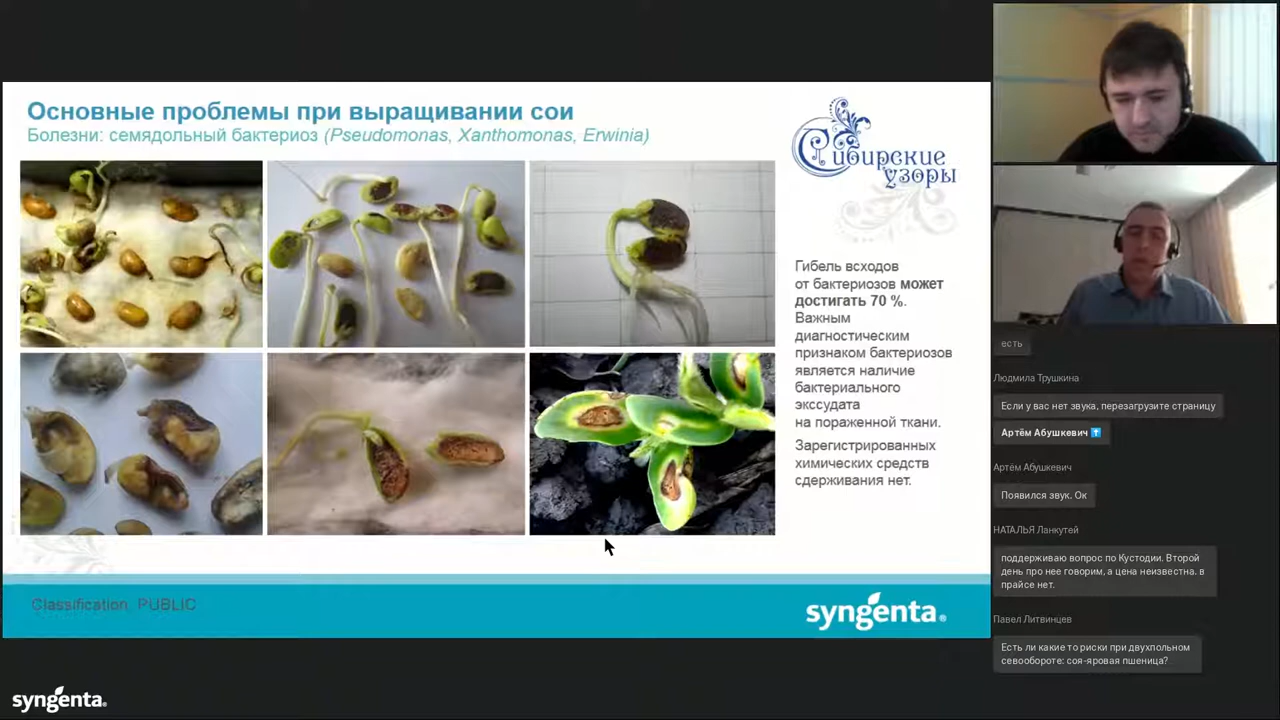 Основные проблемы при выращивании сои
Болезни: семядольный бактериоз (Pseudomonas, Xanthomonas, Erwinia)
Сибирские
узоры
Гибель всходов
от бактериозов может
достигать 70 %.
Важным
диагностическим
признаком бактериозов
является наличие
бактериального
экссудата
на пораженной ткани.
Зарегистрированных
химических средств
сдерживания нет.
Classification: PUBLIC
syngenta®
syngenta.
есть
Людмила Трушкина
Если у вас нет звука, перезагрузите страницу
Артём Абушкевич
Артём Абушкевич
Появился звук. Ок
НАТАЛЬЯ Ланкутей
поддерживаю вопрос по Кустодии. Второй
день про нее говорим, а цена неизвестна. в
прайсе нет.
Павел Литвинцев
Есть ли какие то риски при двухпольном
севообороте: соя-яровая пшеница?